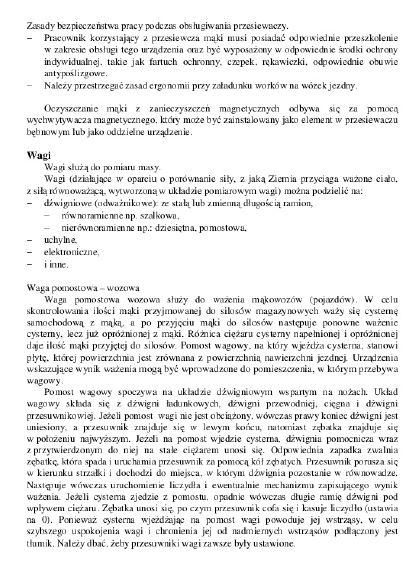 Zasady bezpieczeństwa pracy podczas obsługiwania przesiewaczy.
– Pracownik korzystający z przesiewcza mąki musi posiadać odpowiednie przeszkolenie
w zakresie obsługi tego urządzenia oraz być wyposażony w odpowiednie środki ochrony
indywidualnej, takie jak fartuch ochronny, czepek, rękawiczki, odpowiednie obuwie
antypoślizgowe.
– Należy przestrzegać zasad ergonomii przy załadunku worków na wózek jezdny.
Oczyszczanie mąki z zanieczyszczeń magnetycznych odbywa się za pomocą
wychwytywacza magnetycznego, który może być zainstalowany jako element w przesiewaczu
bębnowym lub jako oddzielne urządzenie.
Wagi
Wagi służą do pomiaru masy.
Wagi (działające w oparciu o porównanie siły, z jaką Ziemia przyciąga ważone ciało,
z siłą równoważącą, wytworzoną w układzie pomiarowym wagi) można podzielić na:
– dźwigniowe (odważnikowe): ze stałą lub zmienną długością ramion,
– równoramienne np. szalkowa,
– nierównoramienne np.: dziesiętna, pomostowa,
– uchylne,
– elektroniczne,
– i inne.
Waga pomostowa – wozowa
Waga pomostowa wozowa służy do ważenia mąkowozów (pojazdów). W celu
skontrolowania ilości mąki przyjmowanej do silosów magazynowych waży się cysternę
samochodową z mąką, a po przyjęciu mąki do silosów następuje ponowne ważenie
cysterny, lecz już opróżnionej z mąki. Różnica ciężaru cysterny napełnionej i opróżnionej
daje ilość mąki przyjętej do silosów. Pomost wagowy, na który wjeżdża cysterna, stanowi
płytę, której powierzchnia jest zrównana z powierzchnią nawierzchni jezdnej. Urządzenia
wskazujące wynik ważenia mogą być wprowadzone do pomieszczenia, w którym przebywa
wagowy.
Pomost wagowy spoczywa na układzie dźwigniowym wspartym na nożach. Układ
wagowy składa się z dźwigni ładunkowych, dźwigni przewodniej, cięgna i dźwigni
przesuwnikowej. Jeżeli pomost wagi nie jest obciążony, wówczas prawy koniec dźwigni jest
uniesiony, a przesuwnik znajduje się w lewym końcu, natomiast zębatka znajduje się
w położeniu najwyższym. Jeżeli na pomost wjedzie cysterna, dźwignia pomocnicza wraz
z przytwierdzonym do niej na stałe ciężarem unosi się. Odpowiednia zapadka zwalnia
zębatkę, która spada i uruchamia przesuwnik za pomocą kół zębatych. Przesuwnik porusza się
w kierunku strzałki i dochodzi do miejsca, w którym dźwignia pozostanie w równowadze.
Następuje wówczas uruchomienie liczydła i ewentualnie mechanizmu zapisującego wynik
ważenia. Jeżeli cysterna zjedzie z pomostu, opadnie wówczas długie ramię dźwigni pod
wpływem ciężaru. Zębatka unosi się, po czym przesuwnik cofa się i kasuje liczydło (ustawia
na 0). Ponieważ cysterna wjeżdżając na pomost wagi powoduje jej wstrząsy, w celu
szybszego uspokojenia wagi i chronienia jej od nadmiernych wstrząsów podłączony jest
tłumik. Należy dbać, żeby przesuwniki wagi zawsze były ustawione.